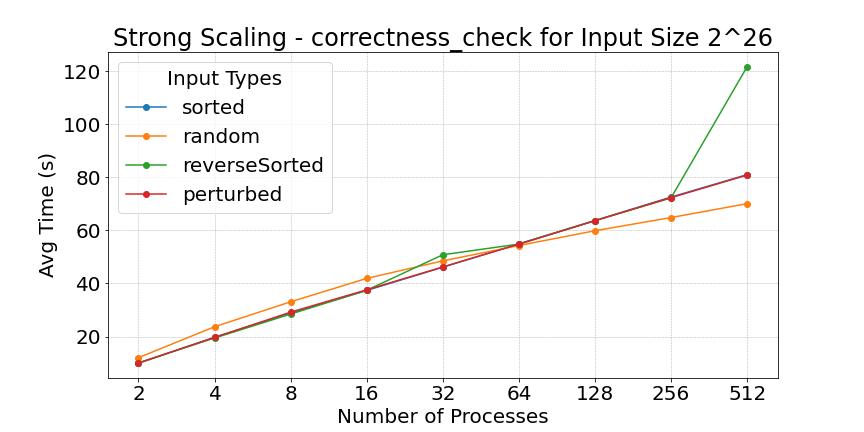 Strong Scaling - correctness_check for Input Size 2^26
Avg Time (s)
120
100
80
60
40
20
Input Types
sorted
random
reverseSorted
perturbed
2 4 8 16 32 64 128 256 512
Number of Processes